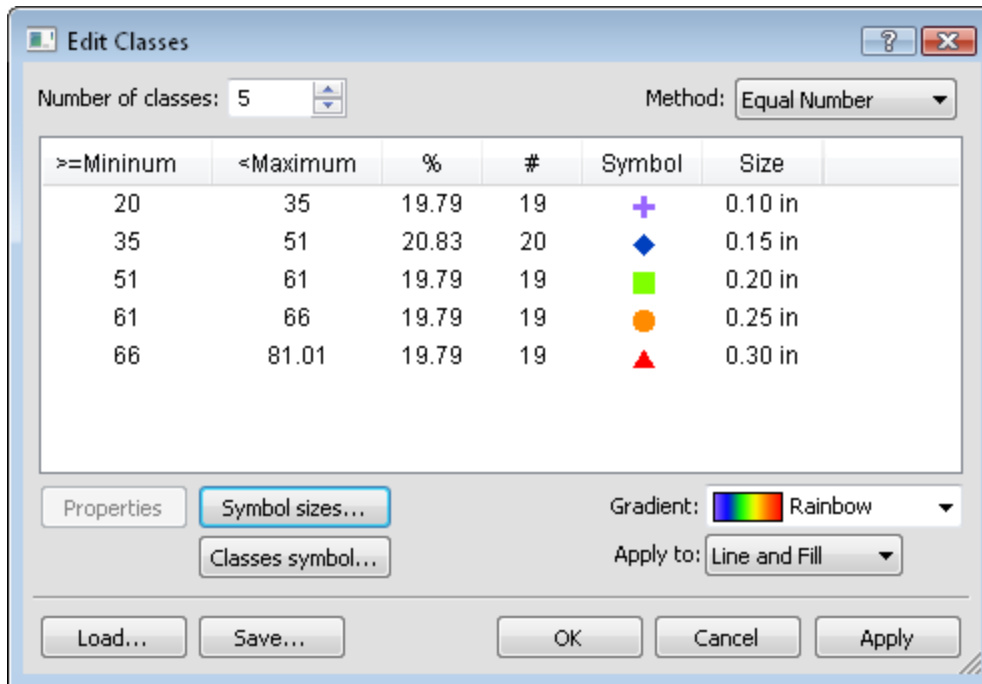 Edit Classes
Number of classes: 5 Method: Equal Number
>=Mininum <Maximum % # Symbol Size
20 35 19.79 19 0.10 in
35 51 20.83 20 0.15 in
51 61 19.79 19 0.20 in
61 66 19.79 19 0.25 in
66 81.01 19.79 19 0.30 in
Properties Symbol sizes... Gradient: Rainbow
Classes symbol... Apply to: Line and Fill
Load... Save... OK Cancel Apply